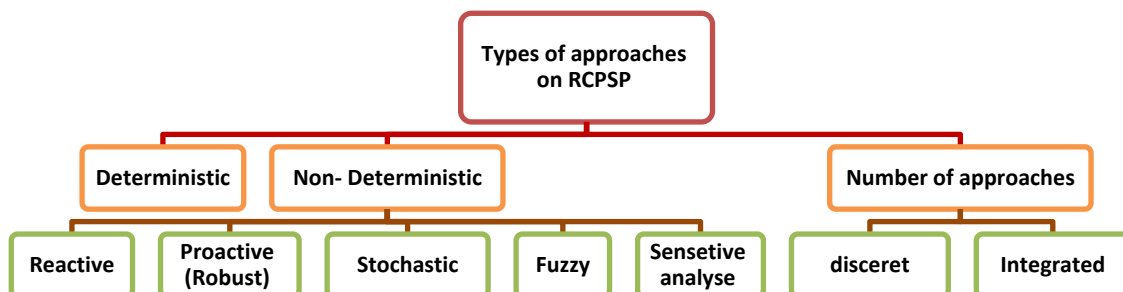 Types of approaches
on RCPSP
Deterministic
Non- Deterministic
Number of approaches
Reactive
Proactive
(Robust)
Stochastic
Fuzzy
Sensetive
analyse
disceret
Integrated